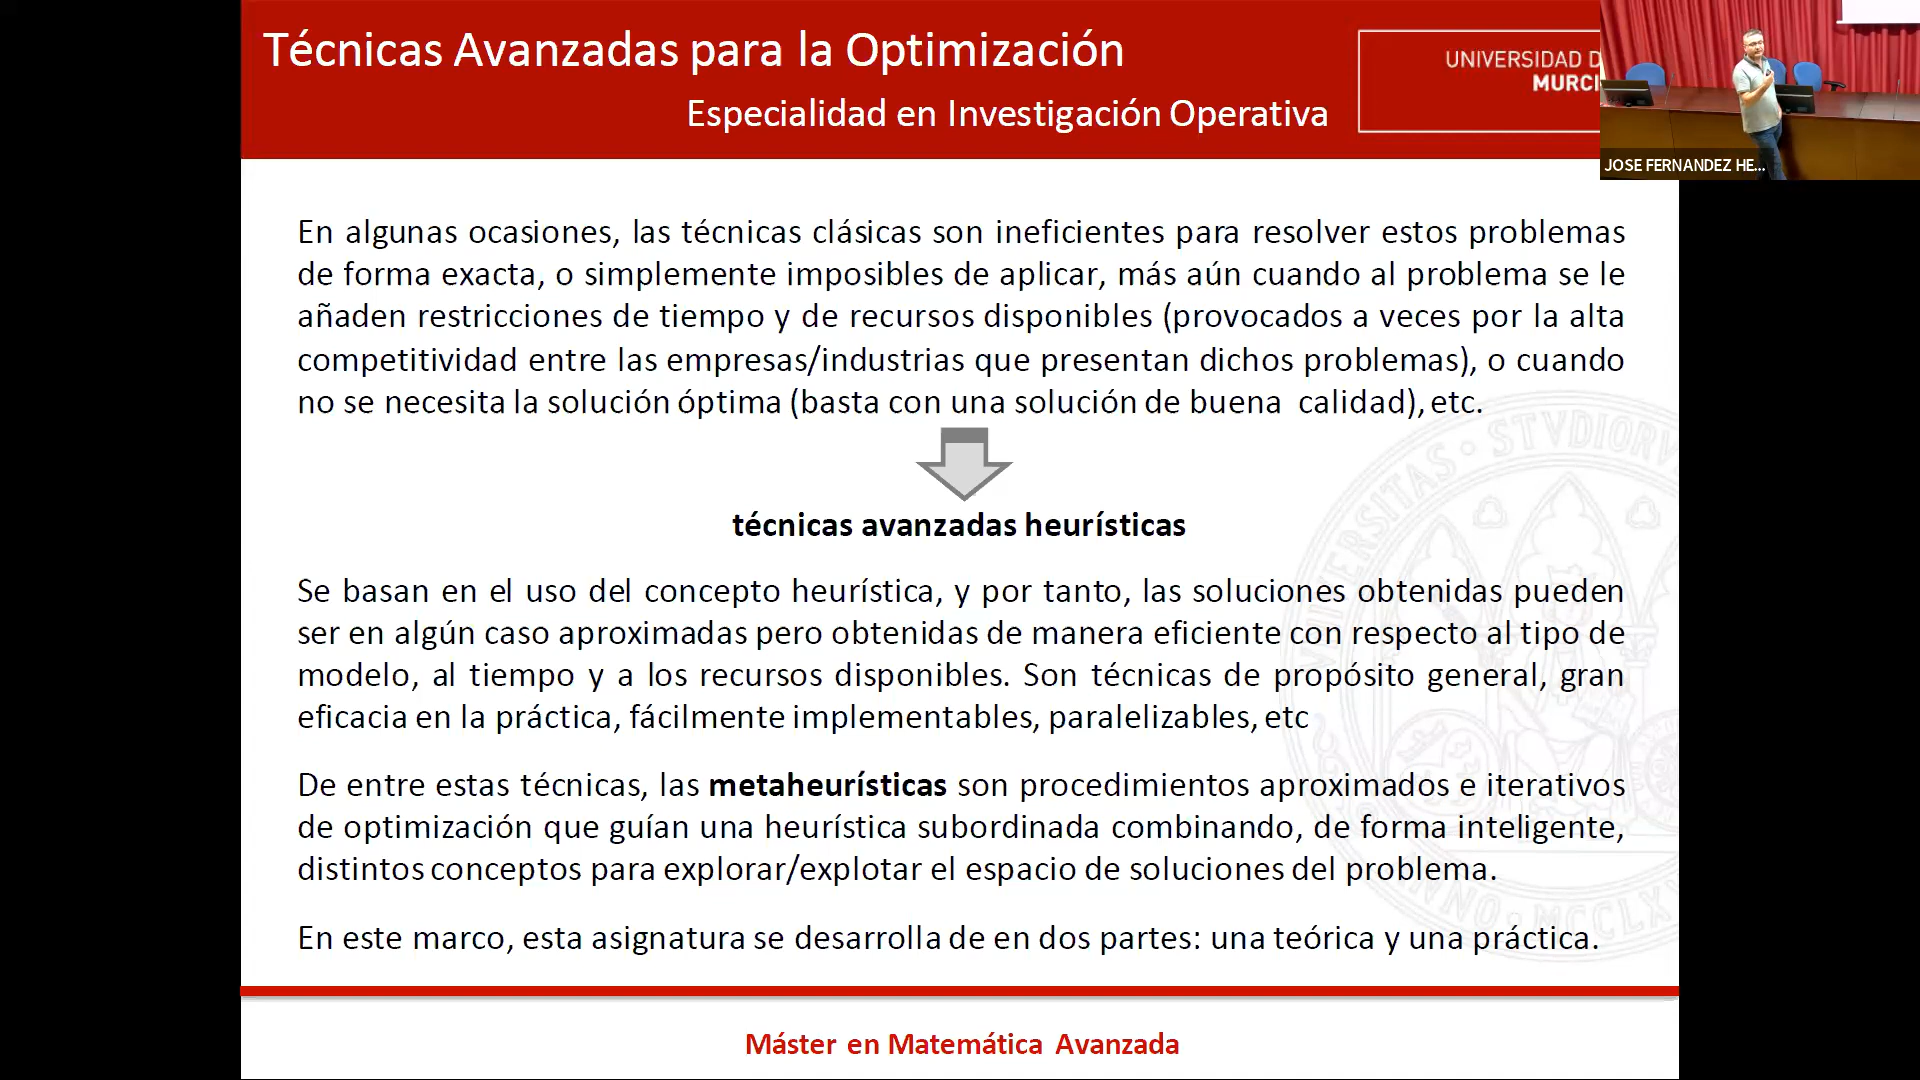 Técnicas Avanzadas para la Optimización
Especialidad en Investigación Operativa
UNIVERSIDAD D
MURCI
JOSE FERNANDEZ HE...
En algunas ocasiones, las técnicas clásicas son ineficientes para resolver estos problemas
de forma exacta, o simplemente imposibles de aplicar, más aún cuando al problema se le
añaden restricciones de tiempo y de recursos disponibles (provocados a veces por la alta
competitividad entre las empresas/industrias que presentan dichos problemas), o cuando
no se necesita la solución óptima (basta con una solución de buena calidad), etc.
técnicas avanzadas heurísticas
Se basan en el uso del concepto heurística, y por tanto, las soluciones obtenidas pueden
ser en algún caso aproximadas pero obtenidas de manera eficiente con respecto al tipo de
modelo, al tiempo y a los recursos disponibles. Son técnicas de propósito general, gran
eficacia en la práctica, fácilmente implementables, paralelizables, etc
De entre estas técnicas, las metaheurísticas son procedimientos aproximados e iterativos
de optimización que guían una heurística subordinada combinando, de forma inteligente,
distintos conceptos para explorar/explotar el espacio de soluciones del problema.
En este marco, esta asignatura se desarrolla de en dos partes: una teórica y una práctica.
Máster en Matemática Avanzada